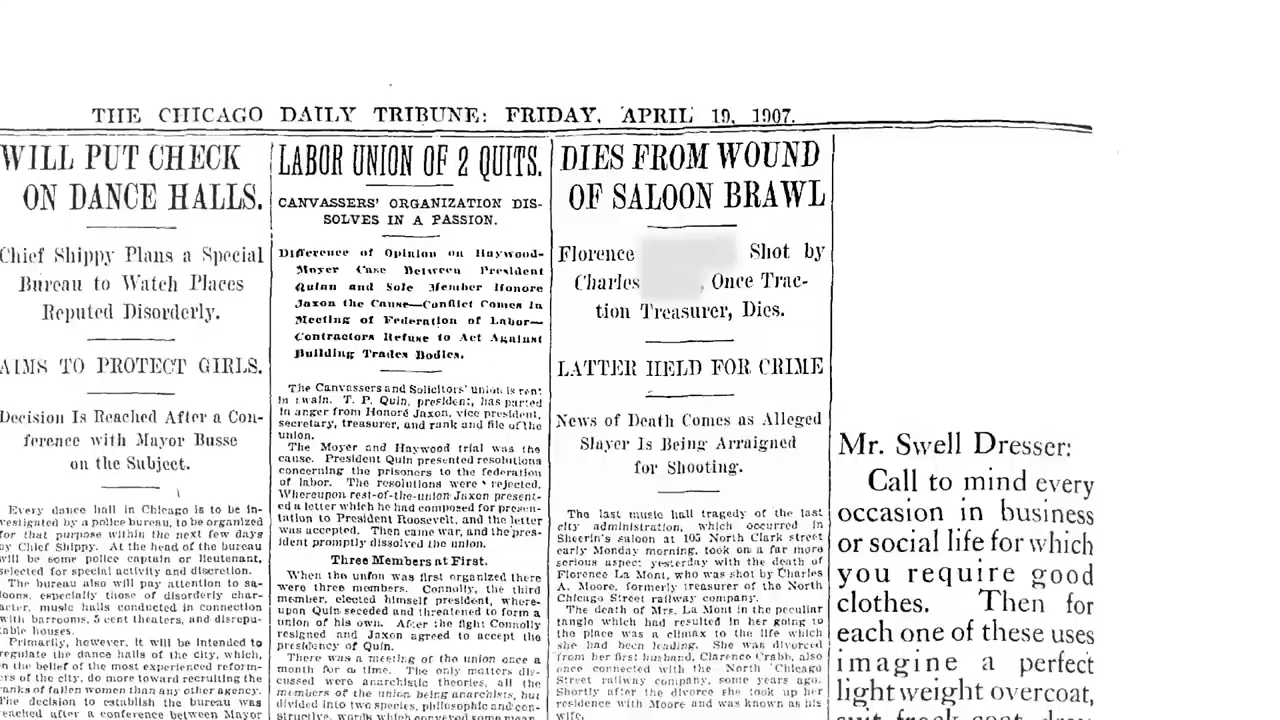 THE CHICAGO DAILY TRIBUNE: FRIDAY, APRIL 19, 1907.
WILL PUT CHECK
ON DANCE HALLS.
Chief Shippy Plans a Special
Bureau to Watch Places
Reputed Disorderly.
AIMS TO PROTECT GIRLS.
Decision Is Reached After a Con-
ference with Mayor Busse
on the Subject.
Every dance hall in Chicago is to be in-
vestigated by a police bureau, to be organized
for that purpose within the next few days
by Chief Shippy. At the head of the bureau
will be some police captain or lieutenant,
selected for special activity and discretion.
The bureau also will pay attention to sa-
loons, especially those of disorderly char-
acter, music halls conducted in connection
with barrooms, 5 cent theaters, and disrepu-
table houses.
Primarily, however, it will be intended to
regulate the dance halls of the city, which,
in the belief of the most experienced reform-
ers of the city, do more toward recruiting the
ranks of fallen women than any other agency.
The decision to establish the bureau was
reached after a conference between Mayor
LABOR UNION OF 2 QUITS.
CANVASSERS' ORGANIZATION DIS-
SOLVES IN A PASSION.
Difference of Opinion on Haywood-
Moyer Case Between President
Quinn and Sole Member Honore
Jaxon the Cause—Conflict Comes in
Meeting of Federation of Labor—
Contractors Refuse to Act Against
Building Trades Bodies.
The Canvassers and Solicitors' union is rent
in twain. T. P. Quin, president, has parted
in anger from Honoré Jaxon, vice president,
secretary, treasurer, and rank and file of the
union.
The Moyer and Haywood trial was the
cause. President Quin presented resolutions
concerning the prisoners to the federation
of labor. The resolutions were rejected.
Whereupon rest-of-the-union Jaxon present-
ed a letter which he had composed for presen-
tation to President Roosevelt, and the letter
was accepted. Then came war, and the pres-
ident promptly dissolved the union.
Three Members at First.
When the union was first organized there
were three members. Connolly, the third
member, elected himself president, where-
upon Quin seceded and threatened to form a
union of his own. After the fight Connolly
resigned and Jaxon agreed to accept the
presidency of Quin.
There was a meeting of the union once a
month for a time. The only matters dis-
cussed were anarchistic theories, all the
members of the union being anarchists, but
divided into two species, philosophic and con-
structive, words which conveyed some mean-
DIES FROM WOUND
OF SALOON BRAWL
Florence Shot by
Charles , Once Trac-
tion Treasurer, Dies.
LATTER HELD FOR CRIME
News of Death Comes as Alleged
Slayer Is Being Arraigned
for Shooting.
The last music hall tragedy of the last
city administration, which occurred in
Sheerin's saloon at 105 North Clark street
early Monday morning, took on a far more
serious aspect yesterday with the death of
Florence La Mont, who was shot by Charles
A. Moore, formerly treasurer of the North
Chicago Street railway company.
The death of Mrs. La Mont in the peculiar
tangle which had resulted in her going to
the place was a climax to the life which
she had been leading. She was divorced
from her first husband, Clarence Crabb, also
once connected with the North Chicago
Street railway company, some years ago.
Shortly after the divorce she took up her
residence with Moore and was known as his
wife.
Mr. Swell Dresser:
Call to mind every
occasion in business
or social life for which
you require good
clothes. Then for
each one of these uses
imagine a perfect
light weight overcoat,
suit, frock coat, dress